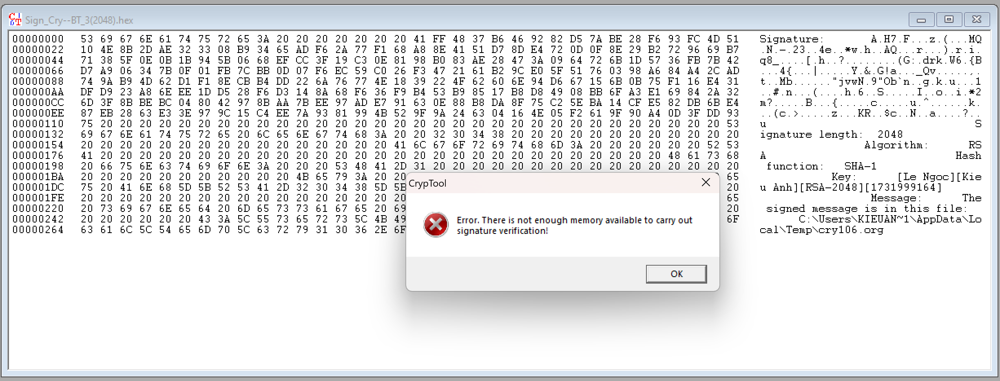 Sign_Cry--BT_3(2048).hex
00000000 53 69 67 6E 61 74 75 72 65 3A 20 20 20 20 20 20 20 41 FF 48 37 B6 46 92 82 D5 7A BE 28 F6 93 FC 4D 51 Signature:       A.H7.F...z.(...MQ
00000022 10 4E 8B 2D AE 32 33 08 B9 34 65 AD F6 2A 77 F1 68 A8 8E 41 51 D7 8D E4 72 0D 0F 8E 29 B2 72 96 69 B7 .N.-.23..4e..*w.h..AQ...r...).r.i.
00000044 71 38 5F 0E 0B 1B 94 5B 06 68 EF CC 3F 19 C3 0E 81 98 B0 83 AE 28 47 3A 09 64 72 6B 1D 57 36 FB 7B 42 q8_....[.h..?........(G:.drk.W6.{B
00000066 D7 A9 06 34 7B 0F 01 FB 7C BB 0D 07 F6 EC 59 C0 26 F3 47 21 61 B2 9C E0 5F 51 76 03 98 A6 84 A4 2C AD ...4{...|.....Y.&.G!a..._Qv.....,.
00000088 74 9A B9 4D 62 D1 F1 8E CB B4 DD 22 6A 76 77 4E 18 39 22 4F 62 60 6E 94 D6 67 15 6B 0B 75 F1 16 E4 31 t..Mb......"jvwN.9"Ob`n..g.k.u...1
000000AA DF D9 23 A8 6E EE 1D D5 28 F6 D3 14 8A 68 F6 36 F9 B4 53 B9 85 17 B8 D8 49 08 BB 6F A3 E1 69 84 2A 32 ..#.n...(....h.6..S.....I..o..i.*2
000000CC 6D 3F 8B BE BC 04 80 42 97 8B AA 7B EE 97 AD E7 91 63 0E 88 B8 DA 8F 75 C2 5E BA 14 CF E5 82 DB 6B E4 m?.....B...{.....c.....u.^......k.
000000EE 87 EB 28 63 E3 3E 97 9C 15 C4 EE 7A 93 81 99 4B 52 9F 9A 24 63 04 16 4E 05 F2 61 9F 90 A4 0D 3F DD 93 ..(c.>.....z...KR..$c..N..a....?..
00000110 75 20 20 20 20 20 20 20 20 20 20 20 20 20 20 20 20 20 20 20 20 20 20 20 20 20 20 20 20 20 20 20 20 53 u                                S
00000132 69 67 6E 61 74 75 72 65 20 6C 65 6E 67 74 68 3A 20 20 32 30 34 38 20 20 20 20 20 20 20 20 20 20 20 20 ignature length:  2048
00000154 20 20 20 20 20 20 20 20 20 20 20 20 20 20 20 20 41 6C 67 6F 72 69 74 68 6D 3A 20 20 20 20 20 20 52 53 Algorithm:      RS
00000176 41 20 20 20 20 20 20 20 20 20 20 20 20 20 20 20 20 20 20 20 20 20 20 20 20 20 20 20 20 20 48 61 73 68 A                             Hash
00000198 20 66 75 6E 63 74 69 6F 6E 3A 20 20 20 53 48 41 2D 31 20 20 20 20 20 20 20 20 20 20 20 20 20 20 20 20 function:   SHA-1
000001BA 20 20 20 20 20 20 20 20 20 20 20 4B 65 79 3A 20 20 65 Key:      [Le Ngoc][Kie
000001DC 75 20 41 6E 68 5D 5B 52 53 41 2D 32 30 34 38 5D 5B 20 u Anh][RSA-2048][1731999164]
000001FE 20 20 20 20 20 20 20 20 20 20 20 20 20 20 20 20 20 65 Message:      The
00000220 20 73 69 67 6E 65 64 20 6D 65 73 73 61 67 65 20 69 20 signed message is in this file:
00000242 20 20 20 20 20 20 43 3A 5C 55 73 65 72 73 5C 4B 49 6F C:\Users\KIEUAN~1\AppData\Lo
00000264 63 61 6C 5C 54 65 6D 70 5C 63 72 79 31 30 36 2E 6F cal\Temp\cry106.org
CrypTool
Error. There is not enough memory available to carry out
signature verification!
OK